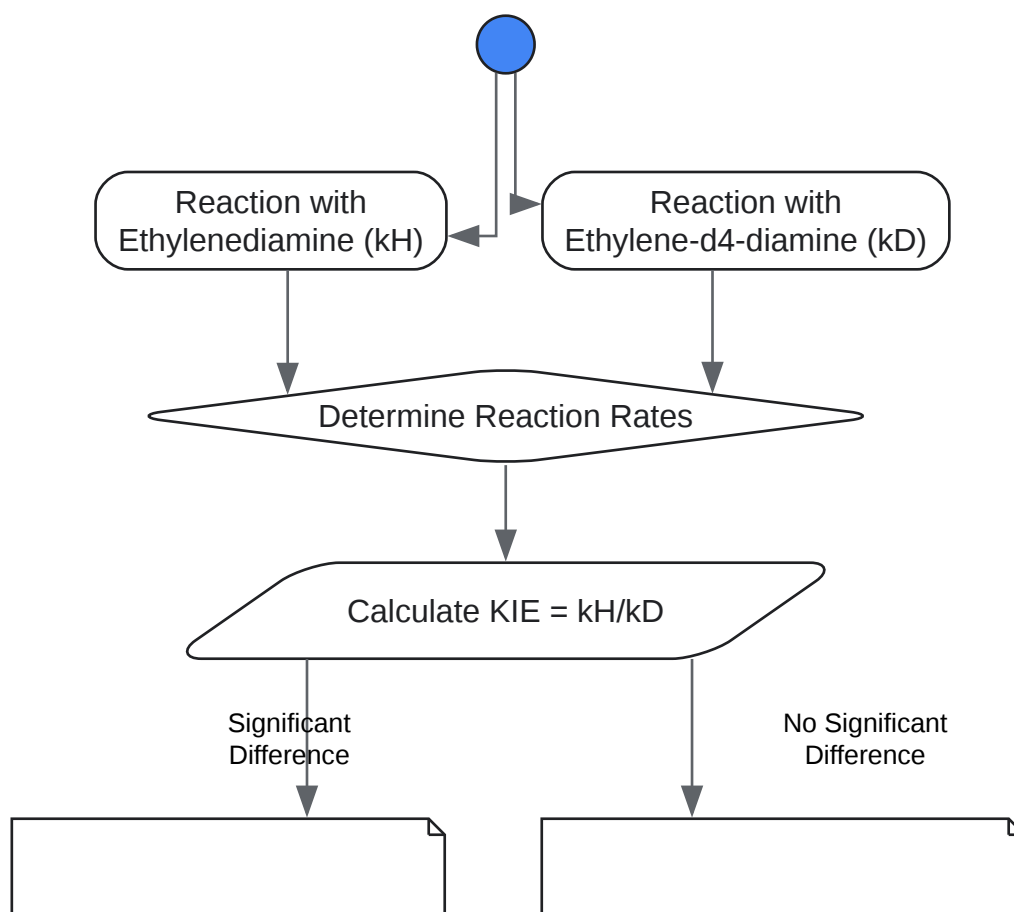 Reaction with
Ethylenediamine (kH)
Reaction with
Ethylene-d4-diamine (kD)
Determine Reaction Rates
Calculate KIE = kH/kD
Significant
Difference
No Significant
Difference